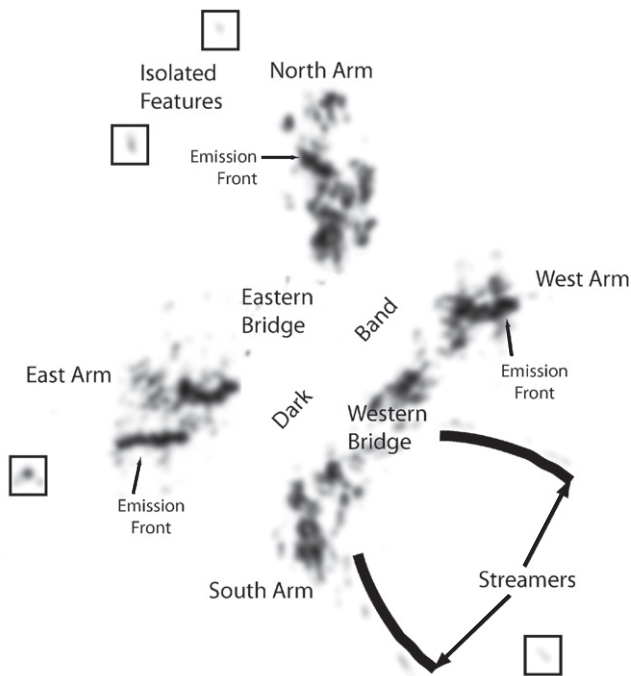 Isolated
Features
North Arm
Emission
Front
West Arm
Eastern
Bridge
Band
Emission
Front
East Arm
Dark
Western
Bridge
Emission
Front
Streamers
South Arm